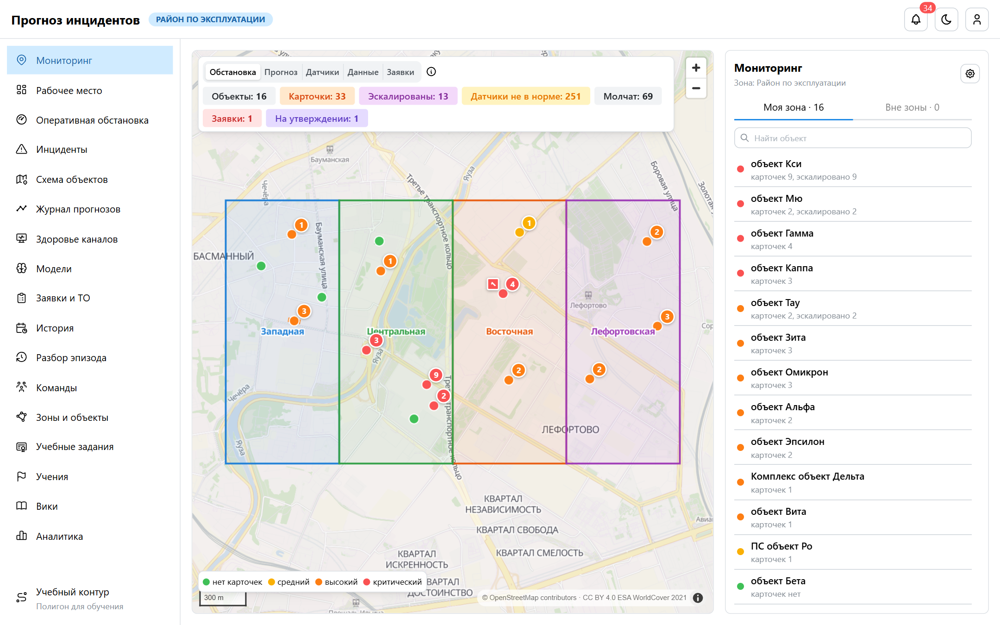 Прогноз инцидентов
РАЙОН ПО ЭКСПЛУАТАЦИИ
34
Мониторинг
Рабочее место
Оперативная обстановка
Инциденты
Схема объектов
Журнал прогнозов
Здоровье каналов
Модели
Заявки и ТО
История
Разбор эпизода
Команды
Зоны и объекты
Учебные задания
Учения
Вики
Аналитика
Учебный контур
Полигон для обучения
Обстановка
Прогноз
Датчики
Данные
Заявки
Объекты: 16
Карточки: 33
Эскалированы: 13
Датчики не в норме: 251
Молчат: 69
Заявки: 1
На утверждении: 1
Бауманская
Чечёра
Третье транспортное кольцо
Яуза
Боровая улица
Золотая
БАСМАННЫЙ
Бауманская улица
1
1
1
2
4
3
3
Лефортово
Западная
Центральная
Восточная
Лефортовская
Сор
3
Яуза
9
2
2
2
Чечёра
Третье транспортное кольцо
Яуза
ЛЕФОРТОВО
КВАРТАЛ
НЕЗАВИСИМОСТЬ
Авиа
КВАРТАЛ СВОБОДА
КВАРТАЛ СМЕЛОСТЬ
КВАРТАЛ
ИСКРЕННОСТЬ
ВАРТАЛ
ДОСТОИНСТВО
нет карточек
средний
высокий
критический
300 m
© OpenStreetMap contributors · CC BY 4.0 ESA WorldCover 2021
Мониторинг
Зона: Район по эксплуатации
Моя зона · 16
Вне зоны · 0
Найти объект
объект Кси
карточек 9, эскалировано 9
объект Мю
карточек 2, эскалировано 2
объект Гамма
карточек 4
объект Каппа
карточек 3
объект Тау
карточек 2, эскалировано 2
объект Зита
карточек 3
объект Омикрон
карточек 3
объект Альфа
карточек 2
объект Эпсилон
карточек 2
Комплекс объект Дельта
карточек 1
объект Вита
карточек 1
ПС объект Ро
карточек 1
объект Бета
карточек нет